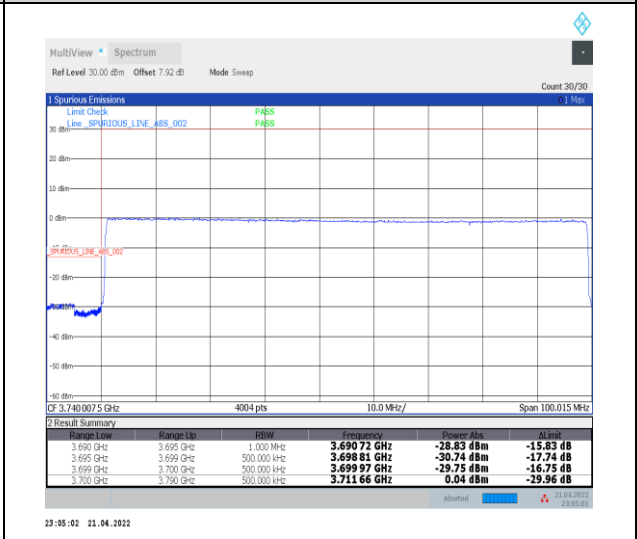 MultiView Spectrum
Ref Level 30.00 dBm Offset 7.92 dB Mode Sweep
Count 30/30
1 Spurious Emissions 1 Max
Limit Check PASS
Line _SPURIOUS_LINE_ABS_002 PASS
30 dBm
20 dBm
10 dBm
0 dBm
-10 dBm
_SPURIOUS_LINE_ABS_002
-20 dBm
-30 dBm
-40 dBm
-50 dBm
-60 dBm
CF 3.740 007 5 GHz 4004 pts 10.0 MHz/ Span 100.015 MHz
2 Result Summary
Range Low Range Up RBW Frequency Power Abs ΔLimit
3.690 GHz 3.695 GHz 1.000 MHz 3.690 72 GHz -28.83 dBm -15.83 dB
3.695 GHz 3.699 GHz 500.000 kHz 3.698 81 GHz -30.74 dBm -17.74 dB
3.699 GHz 3.700 GHz 500.000 kHz 3.699 97 GHz -29.75 dBm -16.75 dB
3.700 GHz 3.790 GHz 500.000 kHz 3.711 66 GHz 0.04 dBm -29.96 dB
Aborted 21.04.2022
23:05:01
23:05:02 21.04.2022